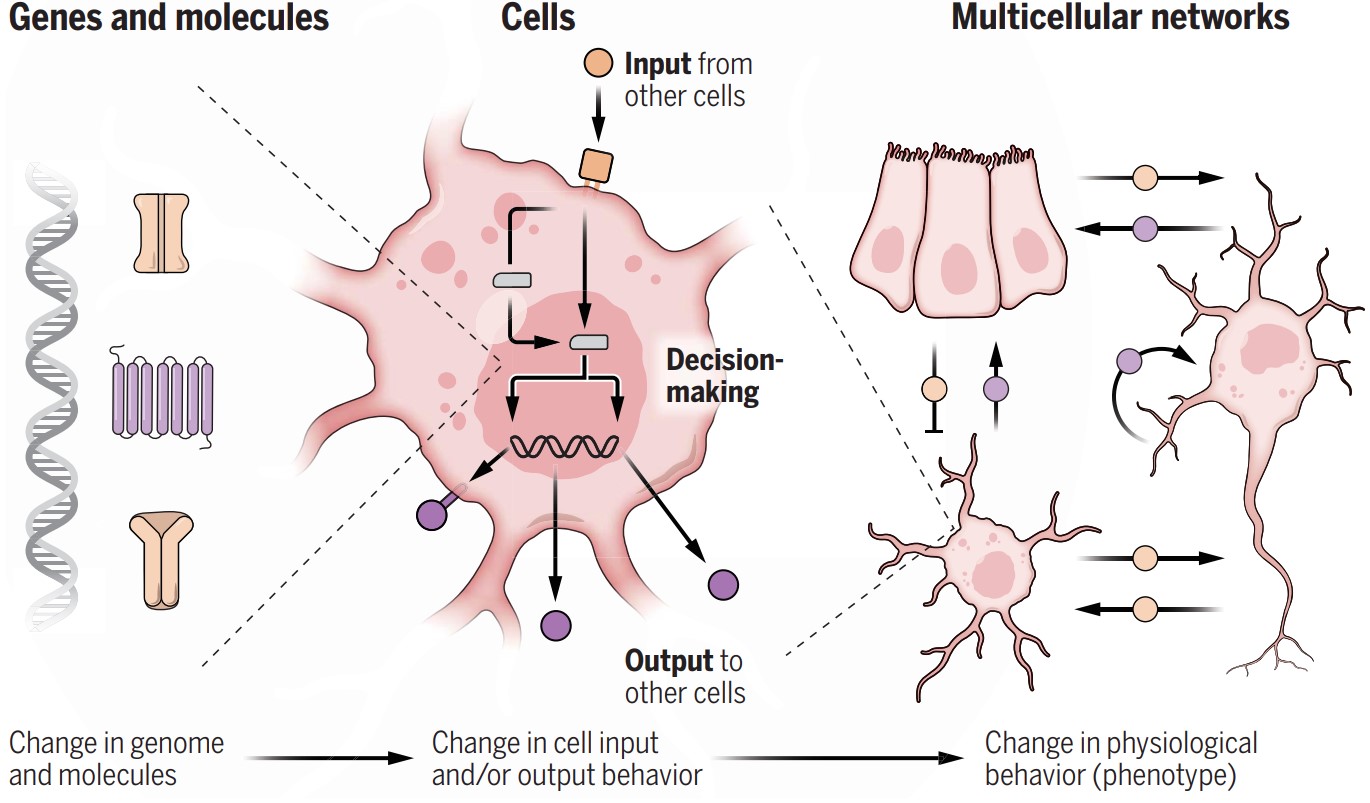 Genes and molecules
Cells
Multicellular networks
Input from
other cells
Decision-
making
Output to
other cells
Change in genome
and molecules
Change in cell input
and/or output behavior
Change in physiological
behavior (phenotype)